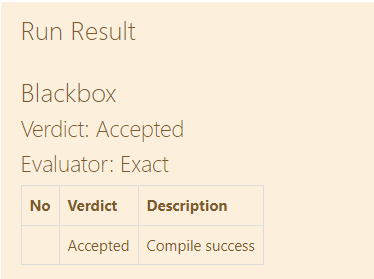 Run Result
Blackbox
Verdict: Accepted
Evaluator: Exact
No Verdict Description
Accepted Compile success